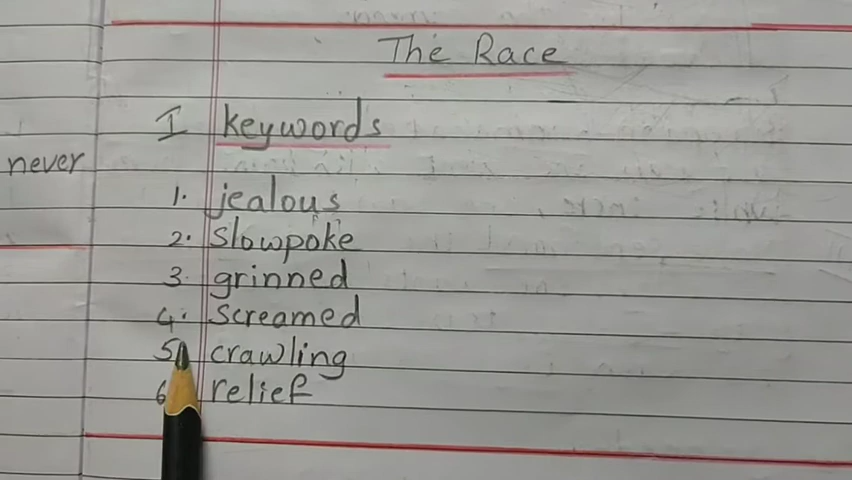 The Race
I keywords
never
1. jealous
2. Slowpoke
3. grinned
4. Screamed
5. crawling
6 relief